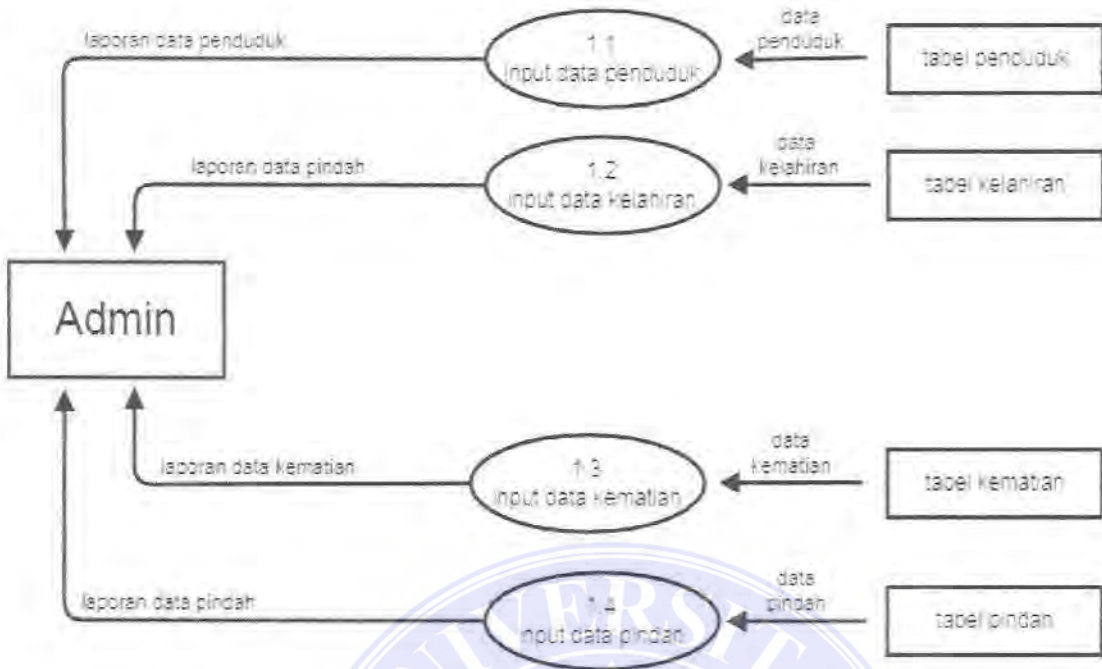 laporan data penduduk
1.1
input data penduduk
data
penduduk
tabel penduduk
laporan data pindah
1.2
input data kelahiran
data
kelahiran
tabel kelahiran
Admin
laporan data kematian
1.3
input data kematian
data
kematian
tabel kematian
laporan data pindah
1.4
input data pindah
data
pindah
tabel pindah
UNIVERSIT